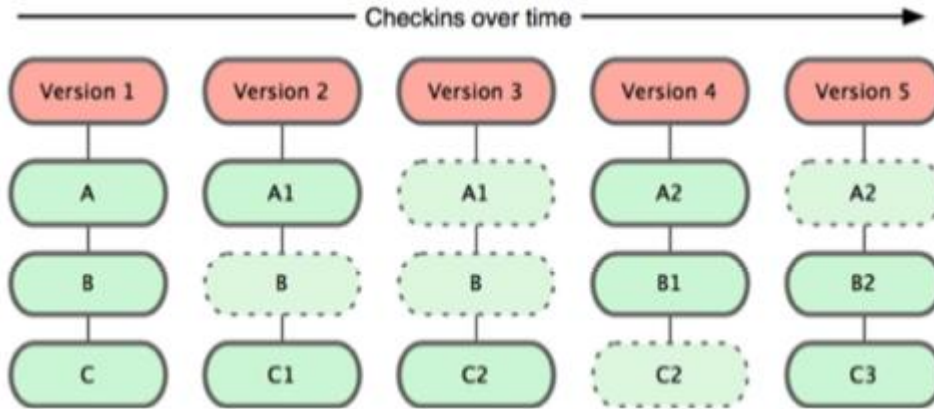 Checkins over time
Version 1 Version 2 Version 3 Version 4 Version 5
A A1 A1 A2 A2
B B B B1 B2
C C1 C2 C2 C3